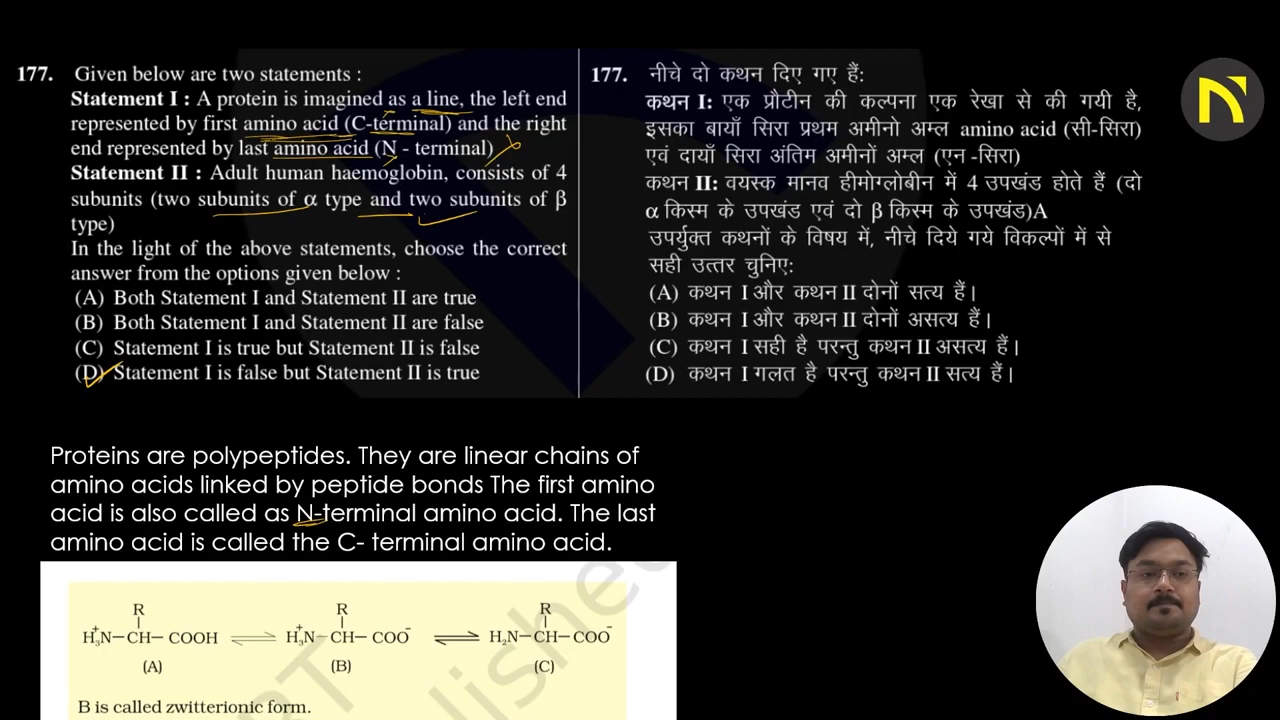 177. Given below are two statements :
Statement I : A protein is imagined as a line, the left end
represented by first amino acid (C-terminal) and the right
end represented by last amino acid (N - terminal)
Statement II : Adult human haemoglobin, consists of 4
subunits (two subunits of α type and two subunits of β
type)
In the light of the above statements, choose the correct
answer from the options given below :
(A) Both Statement I and Statement II are true
(B) Both Statement I and Statement II are false
(C) Statement I is true but Statement II is false
(D) Statement I is false but Statement II is true
177. नीचे दो कथन दिए गए हैं:
कथन I: एक प्रौटीन की कल्पना एक रेखा से की गयी है,
इसका बायाँ सिरा प्रथम अमीनो अम्ल amino acid (सी-सिरा)
एवं दायाँ सिरा अंतिम अमीनों अम्ल (एन -सिरा)
कथन II: वयस्क मानव हीमोग्लोबीन में 4 उपखंड होते हैं (दो
α किस्म के उपखंड एवं दो β किस्म के उपखंड)A
उपर्युक्त कथनों के विषय में, नीचे दिये गये विकल्पों में से
सही उत्तर चुनिए:
(A) कथन I और कथन II दोनों सत्य हैं।
(B) कथन I और कथन II दोनों असत्य हैं।
(C) कथन I सही है परन्तु कथन II असत्य हैं।
(D) कथन I गलत है परन्तु कथन II सत्य हैं।
Proteins are polypeptides. They are linear chains of
amino acids linked by peptide bonds The first amino
acid is also called as N-terminal amino acid. The last
amino acid is called the C- terminal amino acid.
R R R
H₃⁺N–CH–COOH ⇌ H₃⁺N–CH–COO⁻ ⇌ H₂N–CH–COO⁻
(A) (B) (C)
B is called zwitterionic form.